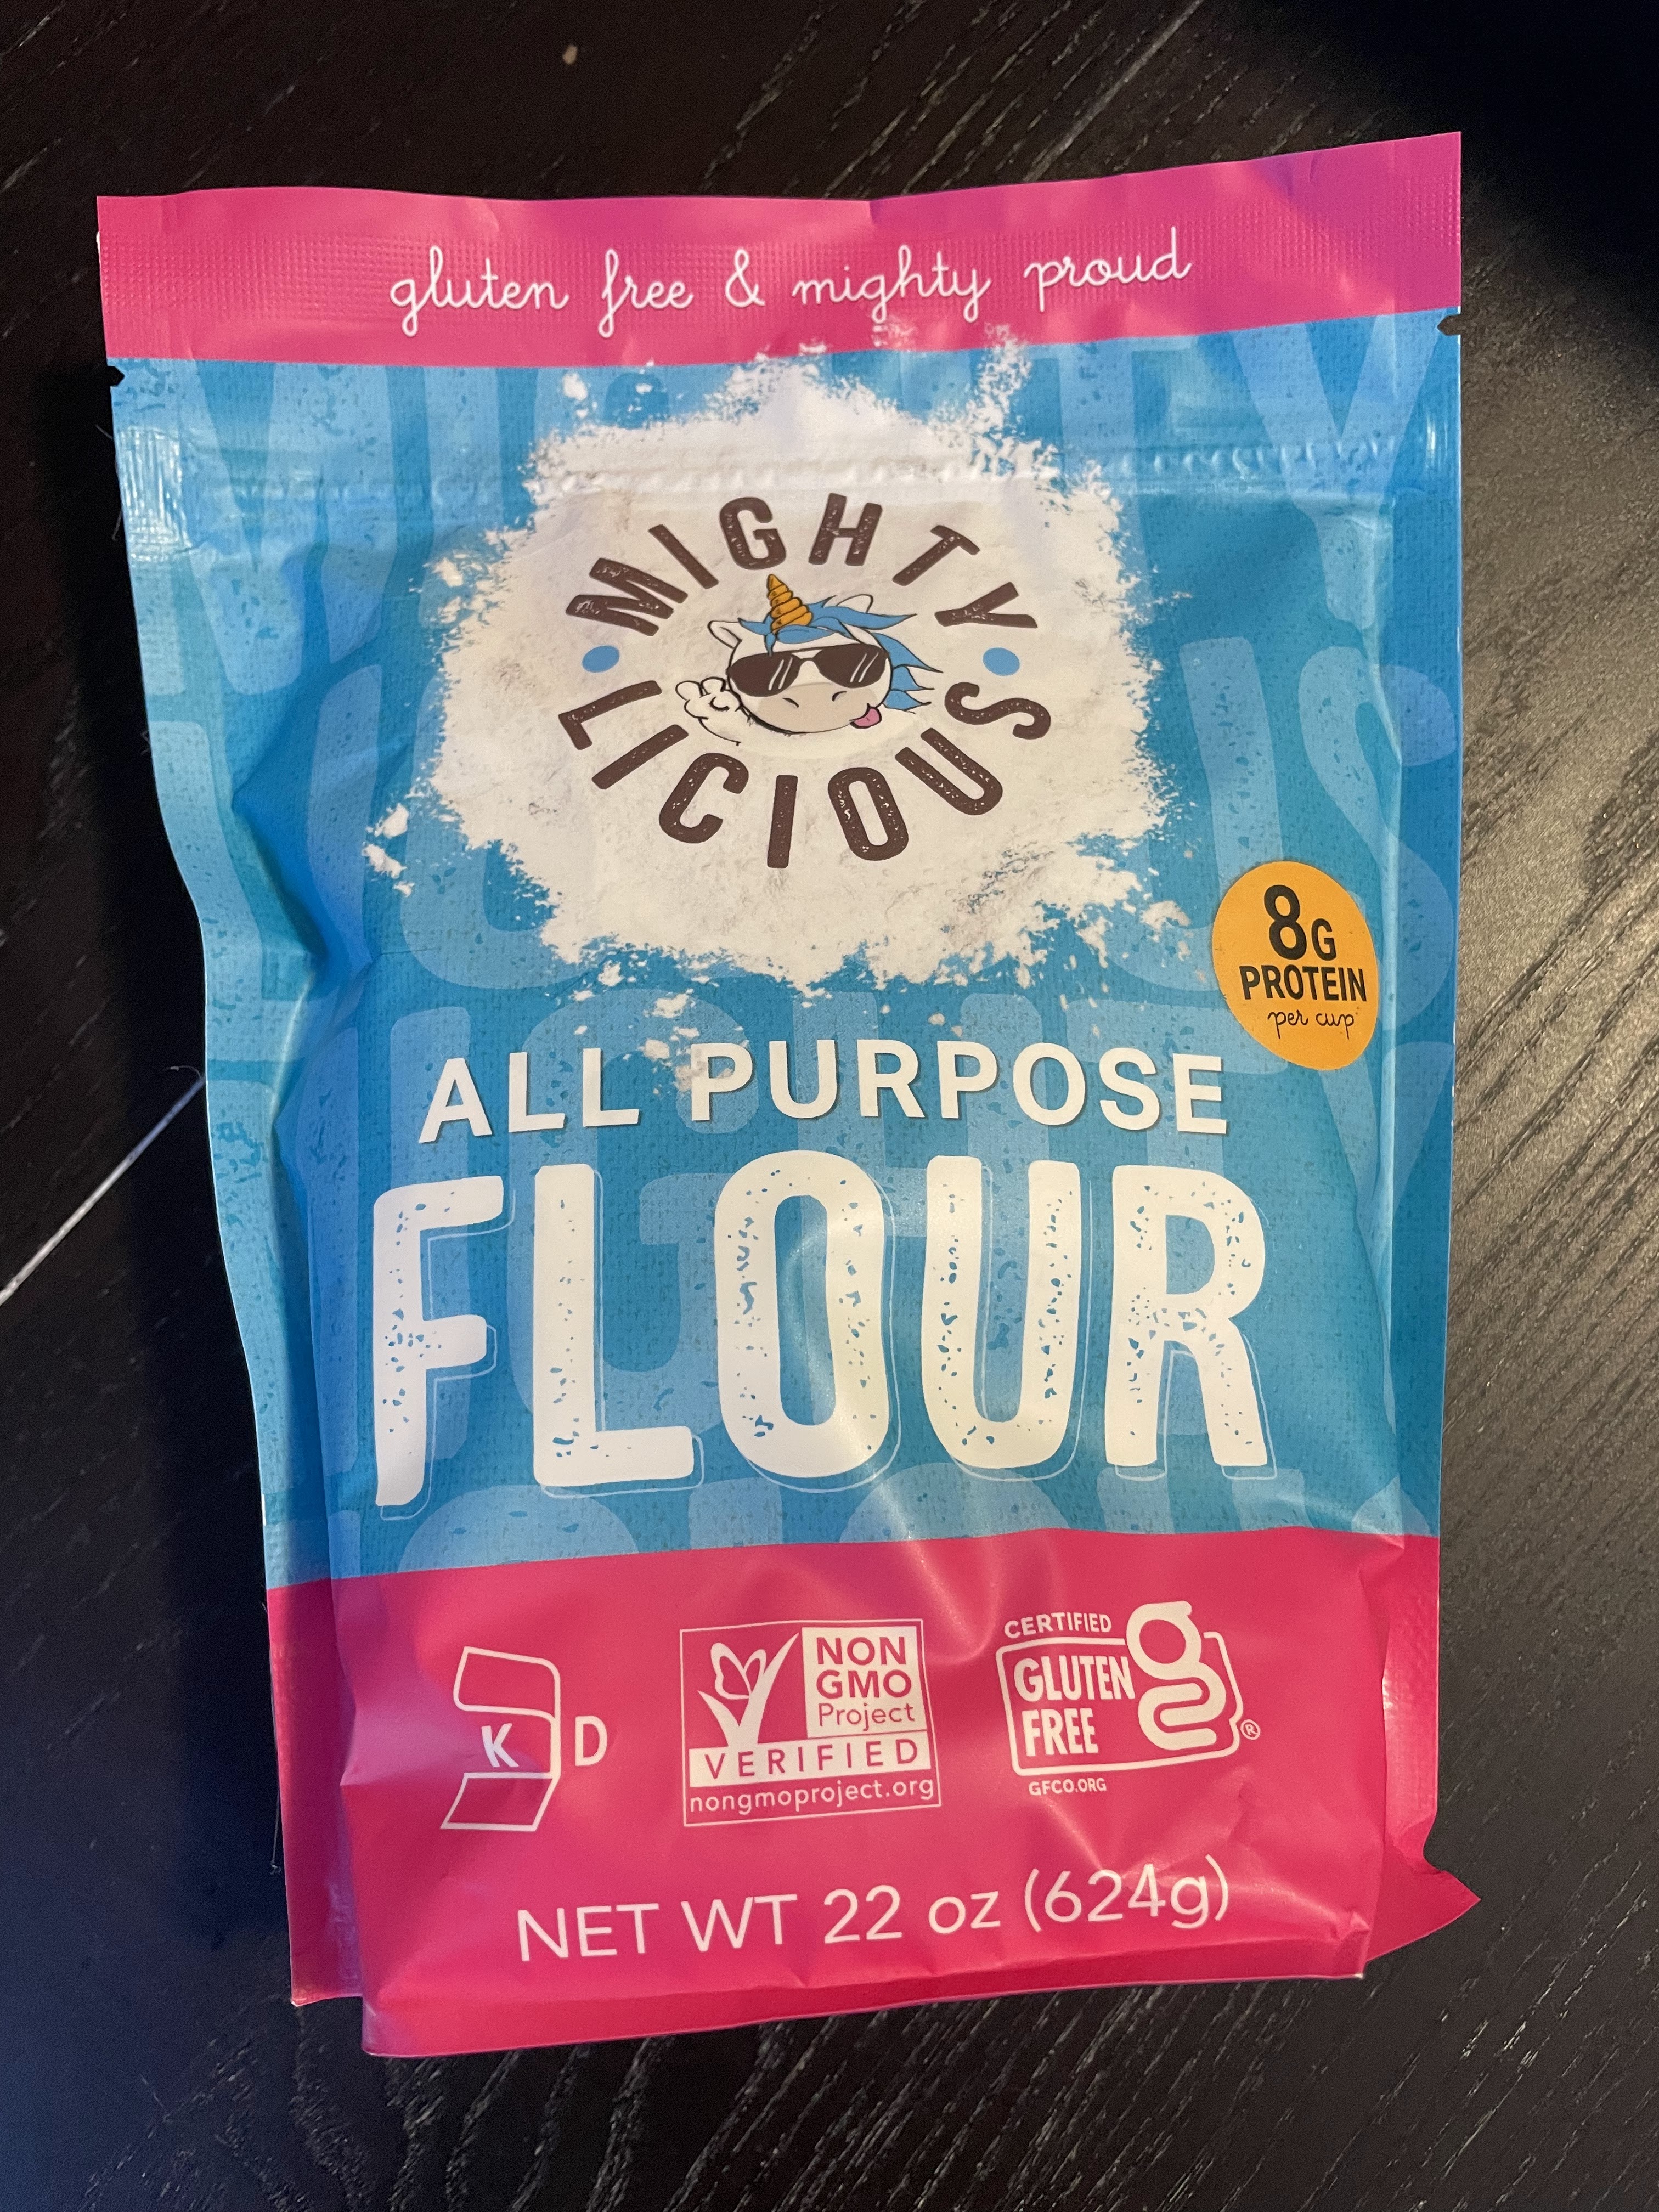 gluten free & mighty proud
MIGHTY
LICIOUS
8G
PROTEIN
per cup
ALL PURPOSE
FLOUR
K D
NON
GMO
Project
VERIFIED
nongmoproject.org
CERTIFIED
GLUTEN
FREE
g
®
GFCO.ORG
NET WT 22 oz (624g)